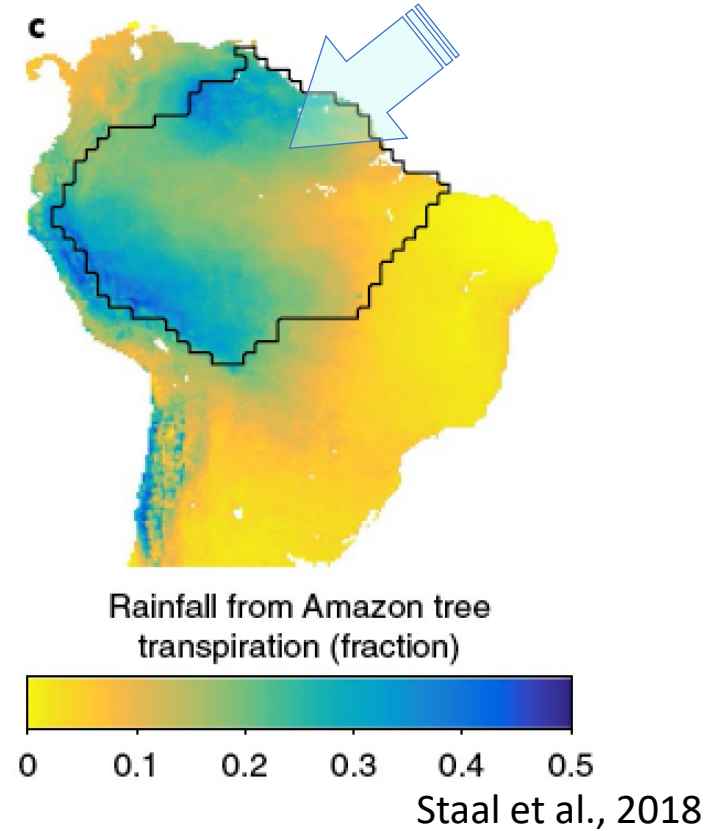 c
Rainfall from Amazon tree
transpiration (fraction)
0 0.1 0.2 0.3 0.4 0.5
Staal et al., 2018